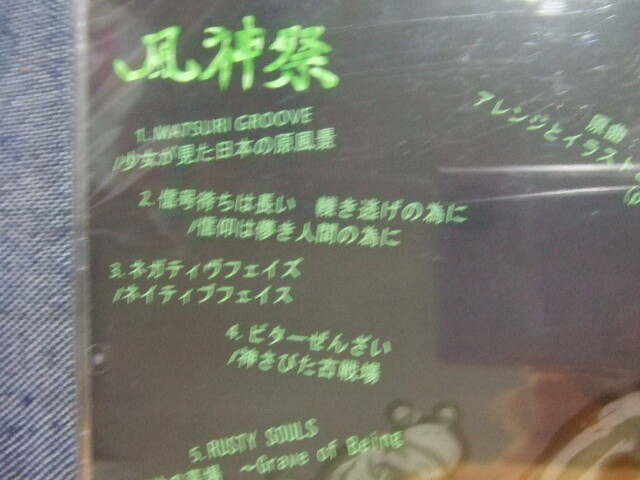 風神祭
1. MATSURI GROOVE
/少女が見た日本の原風景
2. 信号待ちは長い 轢き逃げの為に
/信仰は儚き人間の為に
3. ネガティヴフェイズ
/ネイティブフェイス
4. ビターぜんざい
/神さびた古戦場
5. RUSTY SOULS
～Grave of Being
原曲：
アレンジとイラスト